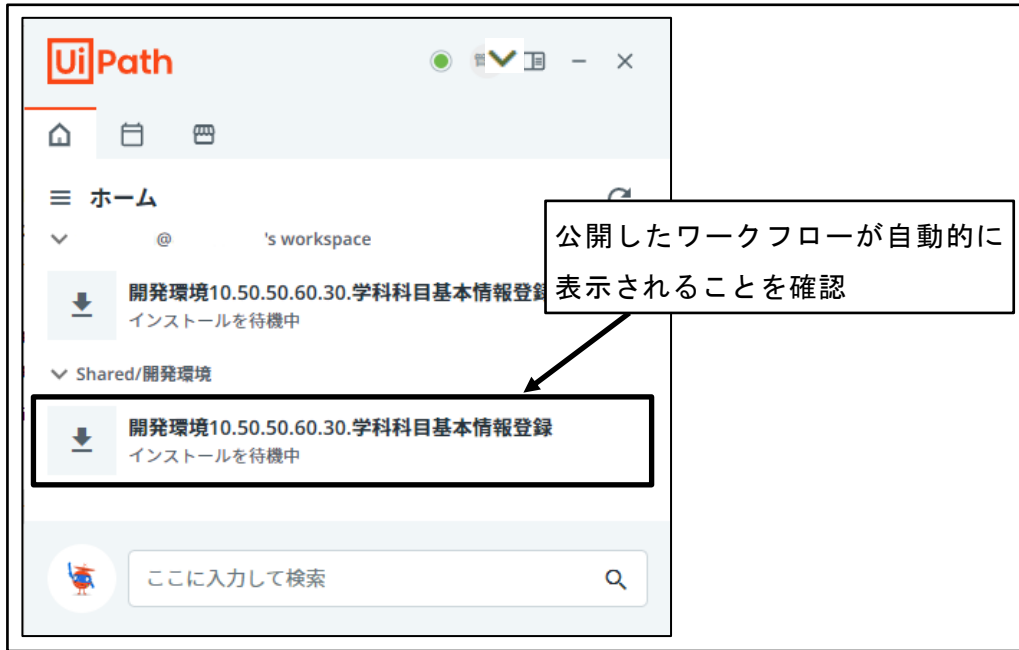 UiPath
ホーム
@ 's workspace
開発環境10.50.50.60.30.学科科目基本情報登録
インストールを待機中
公開したワークフローが自動的に
表示されることを確認
Shared/開発環境
開発環境10.50.50.60.30.学科科目基本情報登録
インストールを待機中
ここに入力して検索